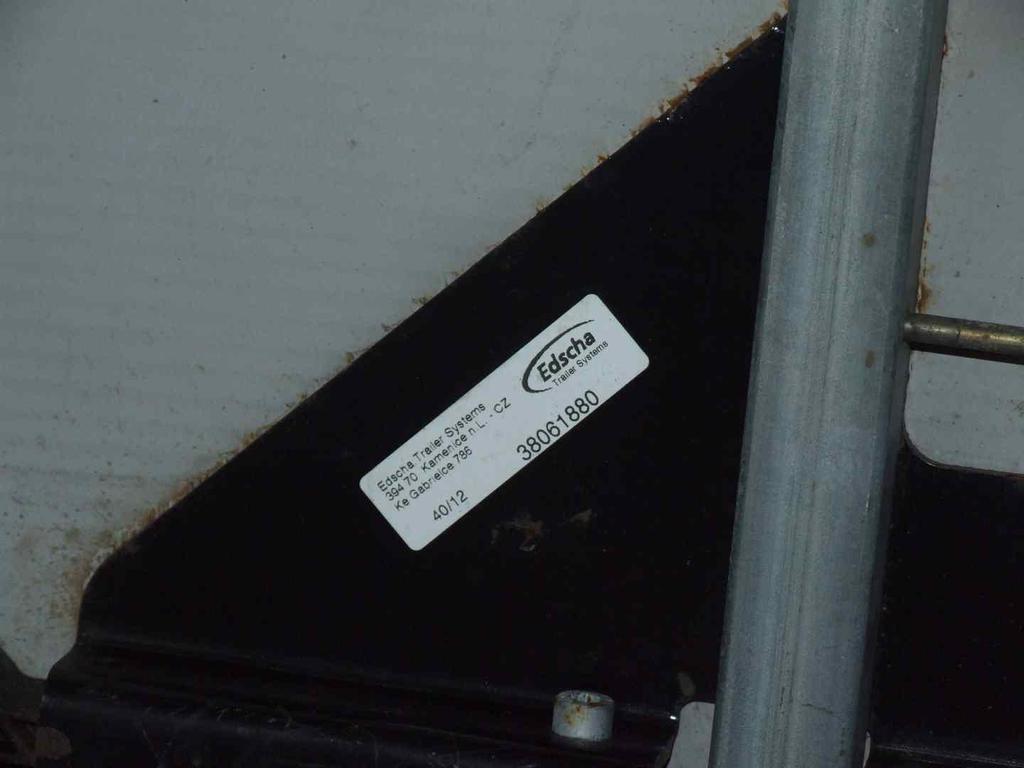 Edscha
Trailer Systems
Edscha Trailer Systems
394 70 Kamenice n.L. - CZ
Ke Gabrielce 786
38061880
40/12